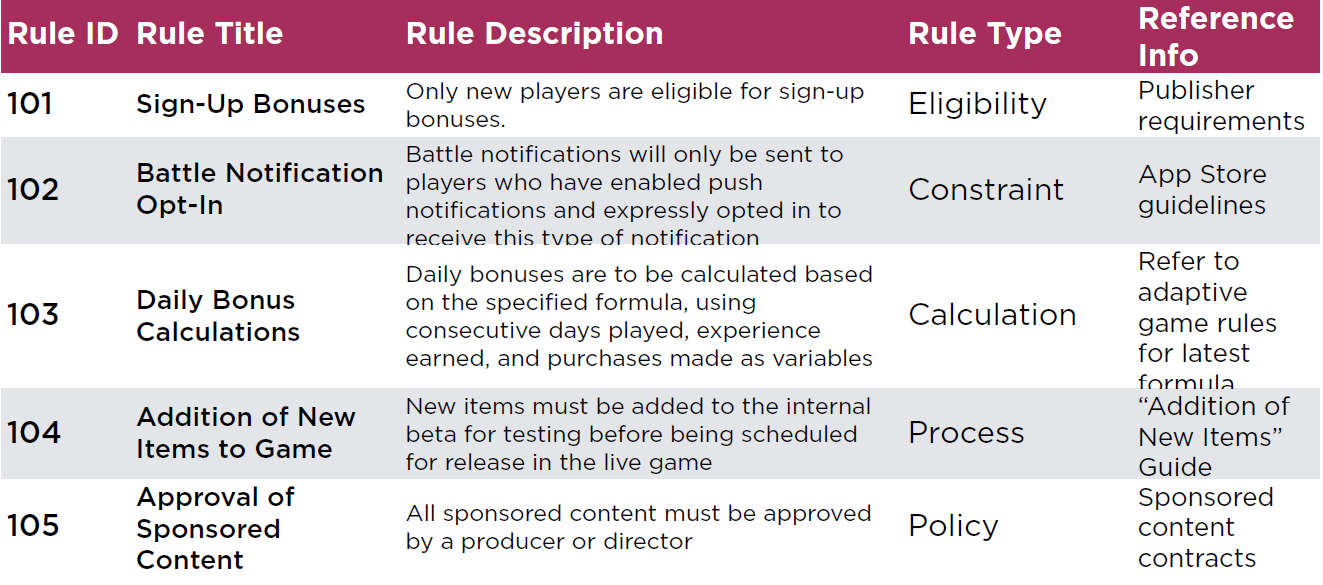 Rule ID Rule Title Rule Description Rule Type Reference Info
101 Sign-Up Bonuses
Only new players are eligible for sign-up
bonuses.
Eligibility
Publisher
requirements
102
Battle Notification
Opt-In
Battle notifications will only be sent to
players who have enabled push
notifications and expressly opted in to
receive this type of notification
Constraint
App Store
guidelines
103
Daily Bonus
Calculations
Daily bonuses are to be calculated based
on the specified formula, using
consecutive days played, experience
earned, and purchases made as variables
Calculation
Refer to
adaptive
game rules
for latest
formula
104
Addition of New
Items to Game
New items must be added to the internal
beta for testing before being scheduled
for release in the live game
Process
“Addition of
New Items”
Guide
105
Approval of
Sponsored
Content
All sponsored content must be approved
by a producer or director
Policy
Sponsored
content
contracts